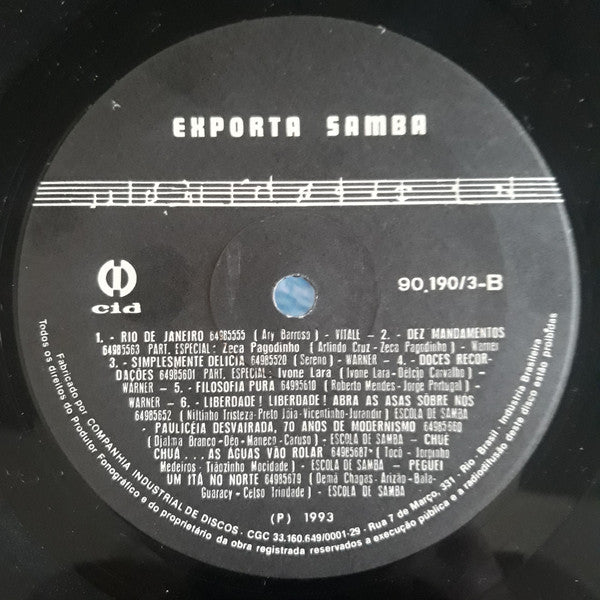 EXPORTA SAMBA
cid
90.190/3-B
1. - RIO DE JANEIRO 64985555 ( Ary Barroso ) - VITALE - 2. - DEZ MANDAMENTOS
64985563 PART. ESPECIAL: Zeca Pagodinho ( Arlindo Cruz-Zeca Pagodinho ) - Warner
3. - SIMPLESMENTE DELICIA 64985520 ( Sereno ) - WARNER - 4. - DOCES RECOR-
DAÇÕES 64985601 PART. ESPECIAL: Ivone Lara ( Ivone Lara-Délcio Carvalho ) -
WARNER - 5. - FILOSOFIA PURA 64985610 ( Roberto Mendes-Jorge Portugal ) -
WARNER - 6. - LIBERDADE! LIBERDADE! ABRA AS ASAS SÔBRE NÓS
64985652 ( Niltinho Tristeza-Preto Jóia-Vicentinho-Jurandir ) ESCOLA DE SAMBA
- PAULICÉIA DESVAIRADA, 70 ANOS DE MODERNISMO 64985660
( Djalma Branco-Déo-Maneco-Caruso ) - ESCOLA DE SAMBA - CHUÊ
CHUÁ... AS ÁGUAS VÃO ROLAR 64985687 ( Tôco-Jorginho
Medeiros-Tiãozinho Mocidade ) - ESCOLA DE SAMBA - PEGUEI
UM ITÁ NO NORTE 64985679 ( Demá Chagas-Arizão-Bala-
Guaracy-Celso Trindade ) - ESCOLA DE SAMBA
(P) 1993
Fabricado por COMPANHIA INDUSTRIAL DE DISCOS - CGC 33.160.649/0001-29 - Rua 7 de Março, 331 - Rio, Brasil - Indústria Brasileira
Todos os direitos do Produtor Fonográfico e do proprietário da obra registrada reservados a execução pública e a radiodifusão deste disco estão proibidas